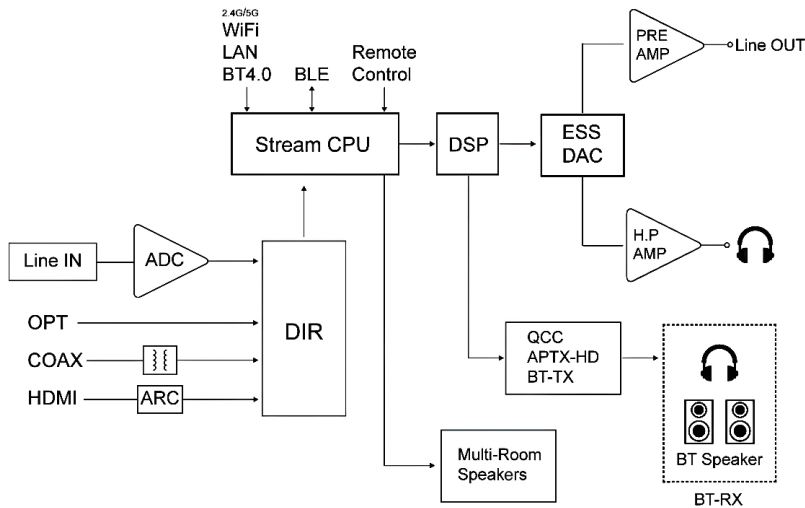 2.4G/5G
WiFi
LAN
BT4.0
BLE
Remote
Control
PRE
AMP
Line OUT
Stream CPU
DSP
ESS
DAC
Line IN
ADC
H.P
AMP
OPT
DIR
COAX
QCC
APTX-HD
BT-TX
HDMI
ARC
Multi-Room
Speakers
BT Speaker
BT-RX